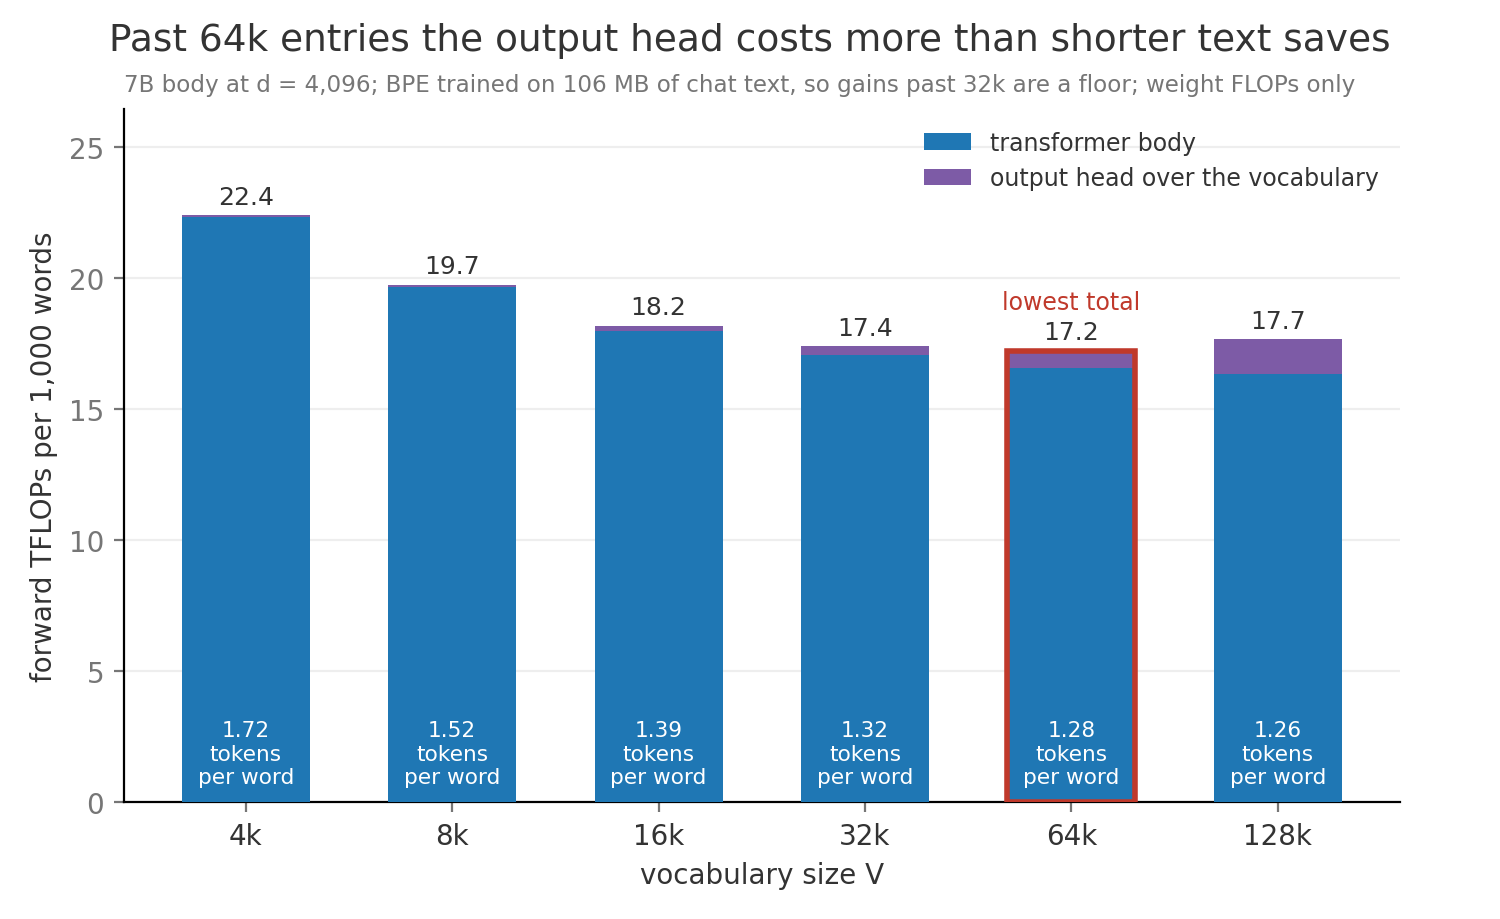 Past 64k entries the output head costs more than shorter text saves
7B body at d = 4,096; BPE trained on 106 MB of chat text, so gains past 32k are a floor; weight FLOPs only
transformer body
output head over the vocabulary
forward TFLOPs per 1,000 words
25
20
15
10
5
0
22.4
19.7
18.2
17.4
lowest total
17.2
17.7
1.72
tokens
per word
1.52
tokens
per word
1.39
tokens
per word
1.32
tokens
per word
1.28
tokens
per word
1.26
tokens
per word
4k
8k
16k
32k
64k
128k
vocabulary size V